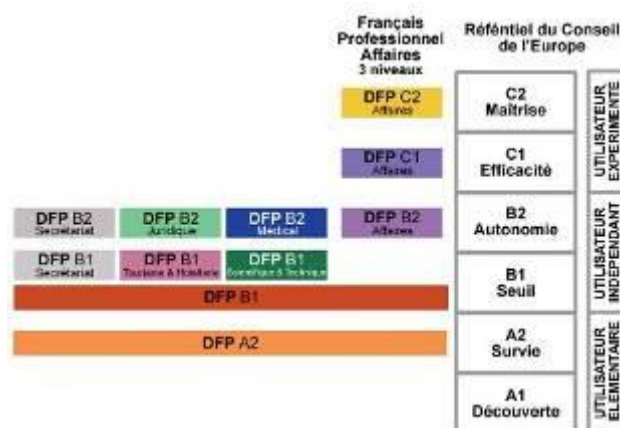 Français
Professionnel
Affaires
3 niveaux
Référntiel du Conseil
de l'Europe
DFP C2
Affaires
C2
Maîtrise
DFP C1
Affaires
C1
Efficacité
UTILISATEUR
EXPERIMENTE
DFP B2
Secrétariat
DFP B2
Juridique
DFP B2
Médical
DFP B2
Affaires
B2
Autonomie
DFP B1
Secrétariat
DFP B1
Tourisme & Hôtellerie
DFP B1
Scientifique & Technique
DFP B1
B1
Seuil
UTILISATEUR
INDÉPENDANT
DFP A2
A2
Survie
A1
Découverte
UTILISATEUR
ELEMENTAIRE